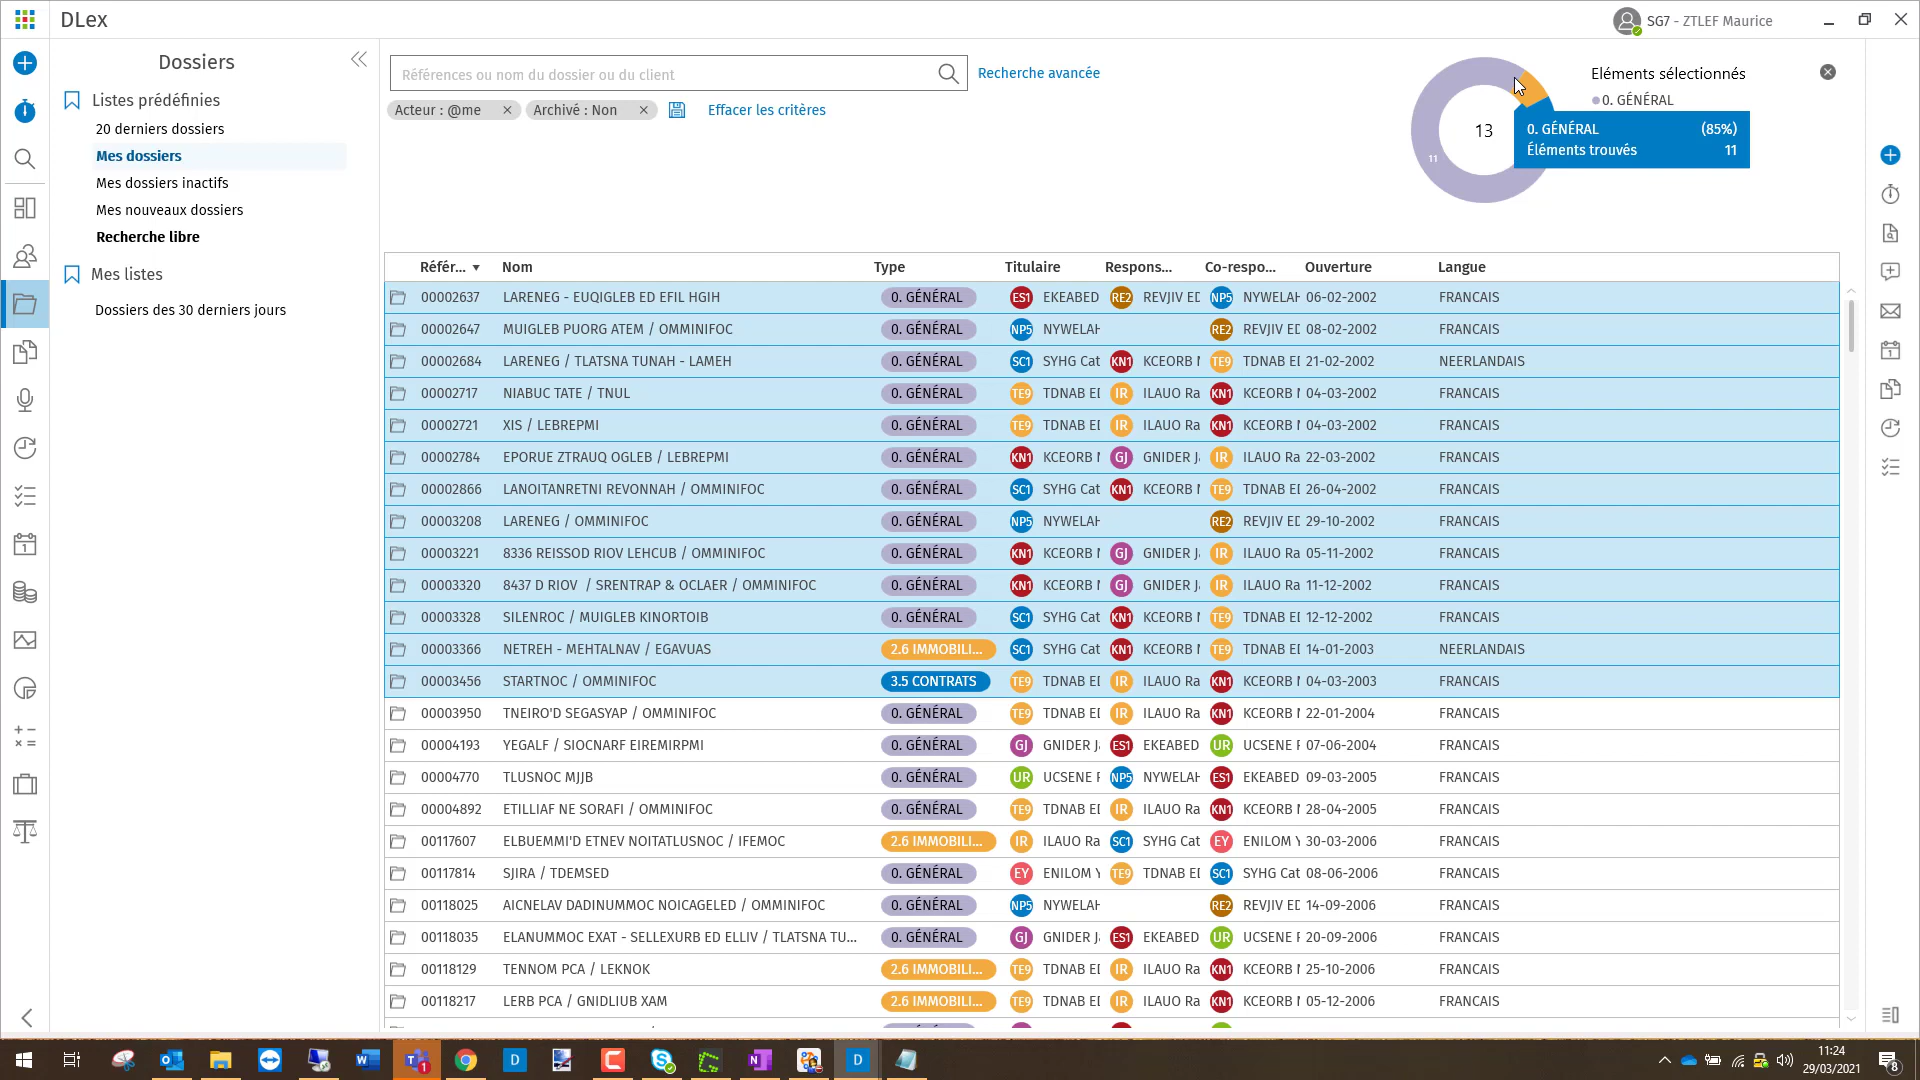 DLex
SG7 - ZTLEF Maurice
Dossiers
Listes prédéfinies
20 derniers dossiers
Mes dossiers
Mes dossiers inactifs
Mes nouveaux dossiers
Recherche libre
Mes listes
Dossiers des 30 derniers jours
Références ou nom du dossier ou du client
Recherche avancée
Acteur : @me
Archivé : Non
Effacer les critères
13
11
Eléments sélectionnés
0. GÉNÉRAL
0. GÉNÉRAL (85%)
Éléments trouvés 11
Référ... Nom Type Titulaire Respons... Co-respo... Ouverture Langue
00002637 LARENEG - EUQIGLEB ED EFIL HGIH 0. GÉNÉRAL ES1 EKEABED RE2 REVJIV ED NP5 NYWELAH 06-02-2002 FRANCAIS
00002647 MUIGLEB PUORG ATEM / OMMINIFOC 0. GÉNÉRAL NP5 NYWELAH RE2 REVJIV ED 08-02-2002 FRANCAIS
00002684 LARENEG / TLATSNA TUNAH - LAMEH 0. GÉNÉRAL SC1 SYHG Cat KN1 KCEORB TE9 TDNAB 21-02-2002 NEERLANDAIS
00002717 NIABUC TATE / TNUL 0. GÉNÉRAL TE9 TDNAB IR ILAUO Ra KN1 KCEORB 04-03-2002 FRANCAIS
00002721 XIS / LEBREPMI 0. GÉNÉRAL TE9 TDNAB IR ILAUO Ra KN1 KCEORB 04-03-2002 FRANCAIS
00002784 EPORUE ZTRAUQ OGLEB / LEBREPMI 0. GÉNÉRAL KN1 KCEORB GJ GNIDER IR ILAUO Ra 22-03-2002 FRANCAIS
00002866 LANOITANRETNI REVONNAH / OMMINIFOC 0. GÉNÉRAL SC1 SYHG Cat KN1 KCEORB TE9 TDNAB 26-04-2002 FRANCAIS
00003208 LARENEG / OMMINIFOC 0. GÉNÉRAL NP5 NYWELAH RE2 REVJIV ED 29-10-2002 FRANCAIS
00003221 8336 REISSOD RIOV LEHCUB / OMMINIFOC 0. GÉNÉRAL KN1 KCEORB GJ GNIDER IR ILAUO Ra 05-11-2002 FRANCAIS
00003320 8437 D RIOV / SRENTRAP & OCLAER / OMMINIFOC 0. GÉNÉRAL KN1 KCEORB GJ GNIDER IR ILAUO Ra 11-12-2002 FRANCAIS
00003328 SILENROC / MUIGLEB KINORTOIB 0. GÉNÉRAL SC1 SYHG Cat KN1 KCEORB TE9 TDNAB 12-12-2002 FRANCAIS
00003366 NETREH - MEHTALNAV / EGAVUAS 2.6 IMMOBILI... SC1 SYHG Cat KN1 KCEORB TE9 TDNAB 14-01-2003 NEERLANDAIS
00003456 STARTNOC / OMMINIFOC 3.5 CONTRATS TE9 TDNAB IR ILAUO Ra KN1 KCEORB 04-03-2003 FRANCAIS
00003950 TNEIRO'D SEGASYAP / OMMINIFOC 0. GÉNÉRAL TE9 TDNAB IR ILAUO Ra KN1 KCEORB 22-01-2004 FRANCAIS
00004193 YEGALF / SIOCNARF EIREMIRPMI 0. GÉNÉRAL GJ GNIDER ES1 EKEABED UR UCSENE 07-06-2004 FRANCAIS
00004770 TLUSNOC MJJB 0. GÉNÉRAL UR UCSENE NP5 NYWELAH ES1 EKEABED 09-03-2005 FRANCAIS
00004892 ETILLIAF NE SORAFI / OMMINIFOC 0. GÉNÉRAL TE9 TDNAB IR ILAUO Ra KN1 KCEORB 28-04-2005 FRANCAIS
00117607 ELBUEMMI'D ETNEV NOITATLUSNOC / IFEMOC 2.6 IMMOBILI... IR ILAUO Ra SC1 SYHG Cat EY ENILOM 30-03-2006 FRANCAIS
00117814 SJIRA / TDEMSED 0. GÉNÉRAL EY ENILOM TE9 TDNAB SC1 SYHG Cat 08-06-2006 FRANCAIS
00118025 AICNELAV DADINUMMOC NOICAGELED / OMMINIFOC 0. GÉNÉRAL NP5 NYWELAH RE2 REVJIV ED 14-09-2006 FRANCAIS
00118035 ELANUMMOC EXAT - SELLEXURB ED ELLIV / TLATSNA TU... 0. GÉNÉRAL GJ GNIDER ES1 EKEABED UR UCSENE 20-09-2006 FRANCAIS
00118129 TENNOM PCA / LEKNOK 2.6 IMMOBILI... TE9 TDNAB IR ILAUO Ra KN1 KCEORB 25-10-2006 FRANCAIS
00118217 LERB PCA / GNIDLIUB XAM 2.6 IMMOBILI... TE9 TDNAB IR ILAUO Ra KN1 KCEORB 05-12-2006 FRANCAIS
11:24
29/03/2021
8